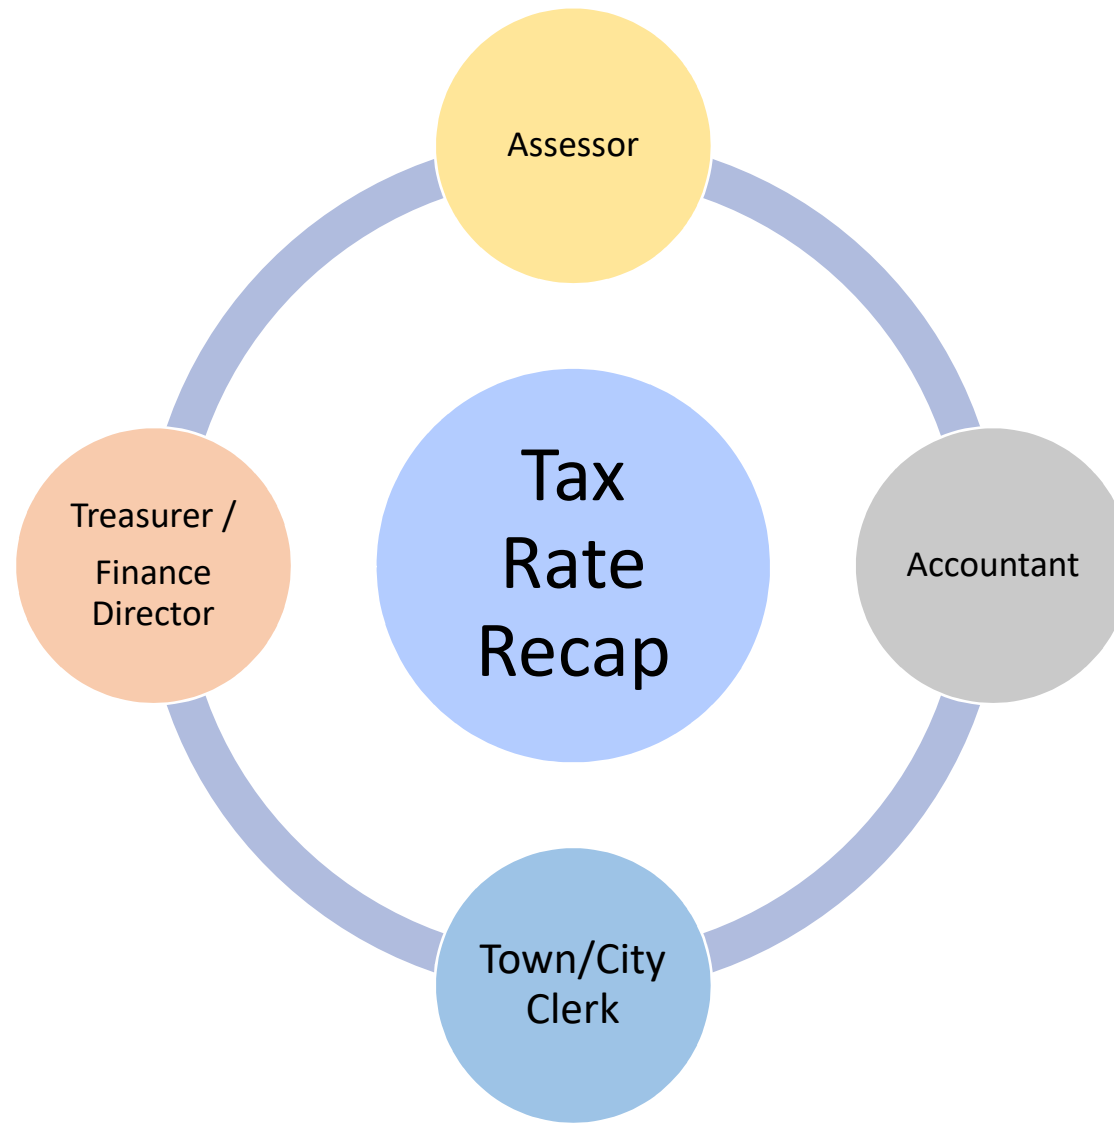 Assessor
Tax
Rate
Recap
Treasurer /
Finance
Director
Accountant
Town/City
Clerk